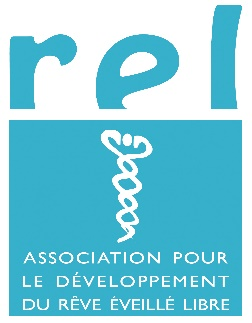 rel
ASSOCIATION POUR
LE DÉVELOPPEMENT
DU RÊVE ÉVEILLÉ LIBRE